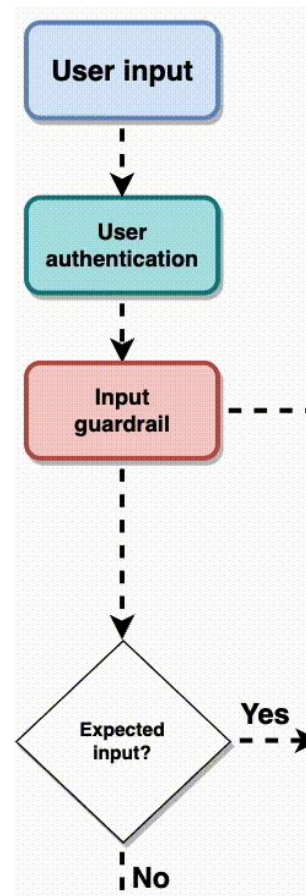 User input
User
authentication
Input
guardrail
Expected
input?
Yes
No